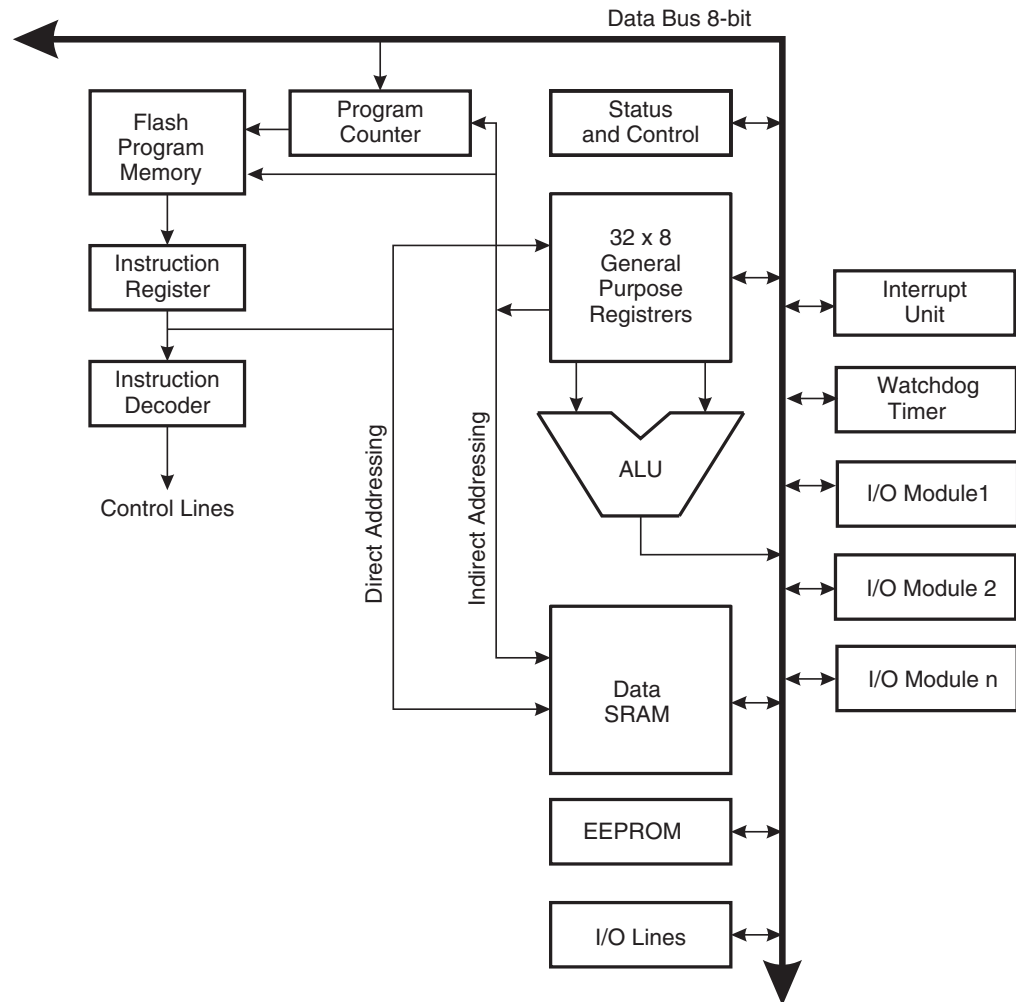 Data Bus 8-bit
Flash
Program
Memory
Program
Counter
Status
and Control
32 x 8
General
Purpose
Registrers
Instruction
Register
Instruction
Decoder
Control Lines
Direct Addressing
Indirect Addressing
ALU
Interrupt
Unit
Watchdog
Timer
I/O Module1
I/O Module 2
I/O Module n
Data
SRAM
EEPROM
I/O Lines